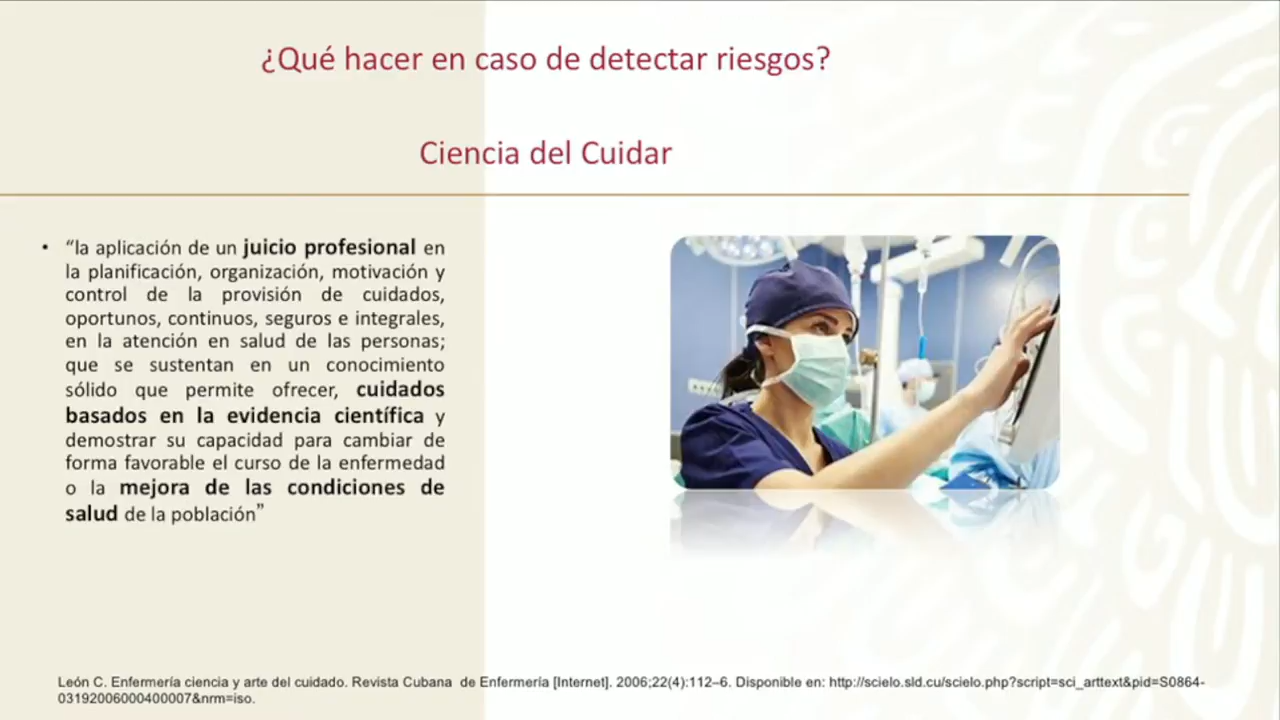 ¿Qué hacer en caso de detectar riesgos?
Ciencia del Cuidar
• “la aplicación de un juicio profesional en
la planificación, organización, motivación y
control de la provisión de cuidados,
oportunos, continuos, seguros e integrales,
en la atención en salud de las personas;
que se sustentan en un conocimiento
sólido que permite ofrecer, cuidados
basados en la evidencia científica y
demostrar su capacidad para cambiar de
forma favorable el curso de la enfermedad
o la mejora de las condiciones de
salud de la población”
León C. Enfermería ciencia y arte del cuidado. Revista Cubana de Enfermería [Internet]. 2006;22(4):112–6. Disponible en: http://scielo.sld.cu/scielo.php?script=sci_arttext&pid=S0864-
03192006000400007&nrm=iso.